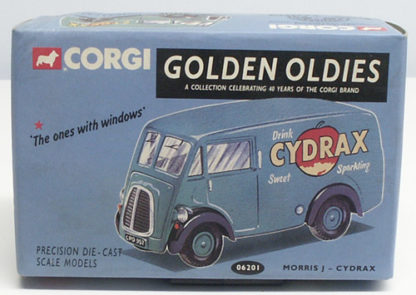 CORGI
GOLDEN OLDIES
A COLLECTION CELEBRATING 40 YEARS OF THE CORGI BRAND
'The ones with windows'
Drink
CYDRAX
Sweet Sparkling
PRECISION DIE-CAST
SCALE MODELS
06201
MORRIS J - CYDRAX